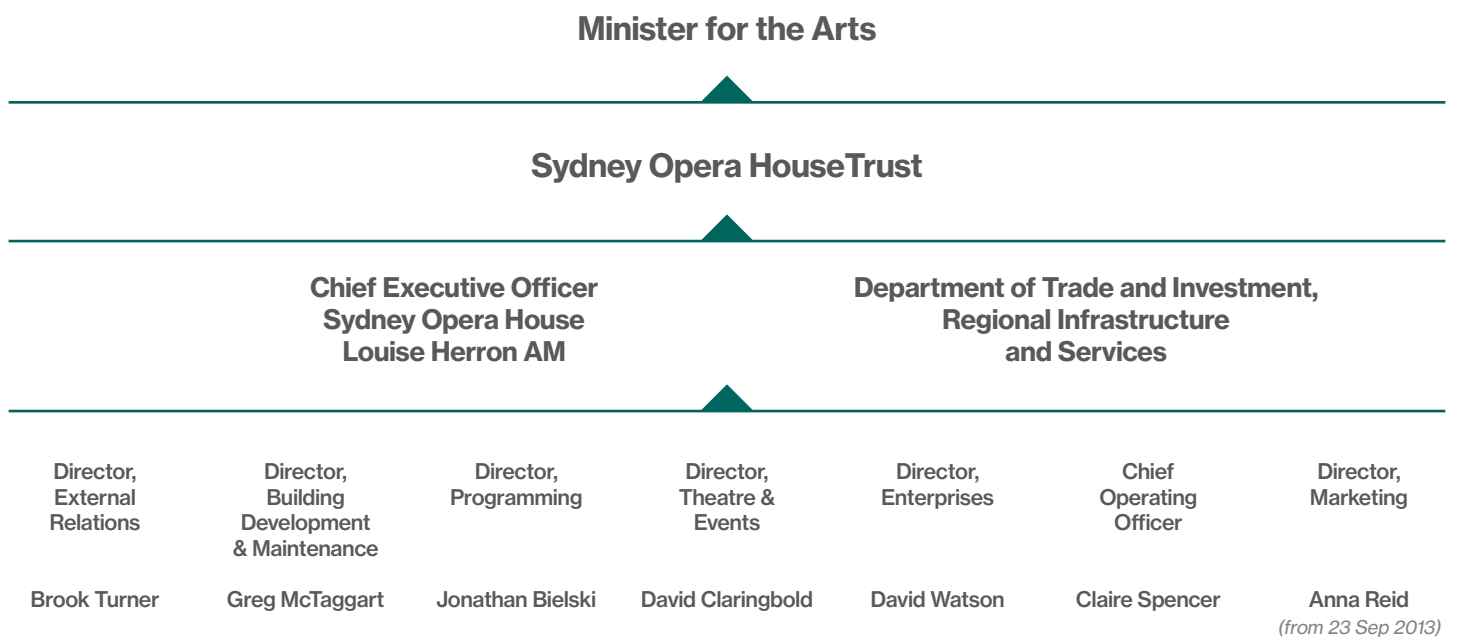 Minister for the Arts
Sydney Opera HouseTrust
Chief Executive Officer
Sydney Opera House
Louise Herron AM
Department of Trade and Investment,
Regional Infrastructure
and Services
Director,
External
Relations
Brook Turner
Director,
Building
Development
& Maintenance
Greg McTaggart
Director,
Programming
Jonathan Bielski
Director,
Theatre &
Events
David Claringbold
Director,
Enterprises
David Watson
Chief
Operating
Officer
Claire Spencer
Director,
Marketing
Anna Reid
(from 23 Sep 2013)